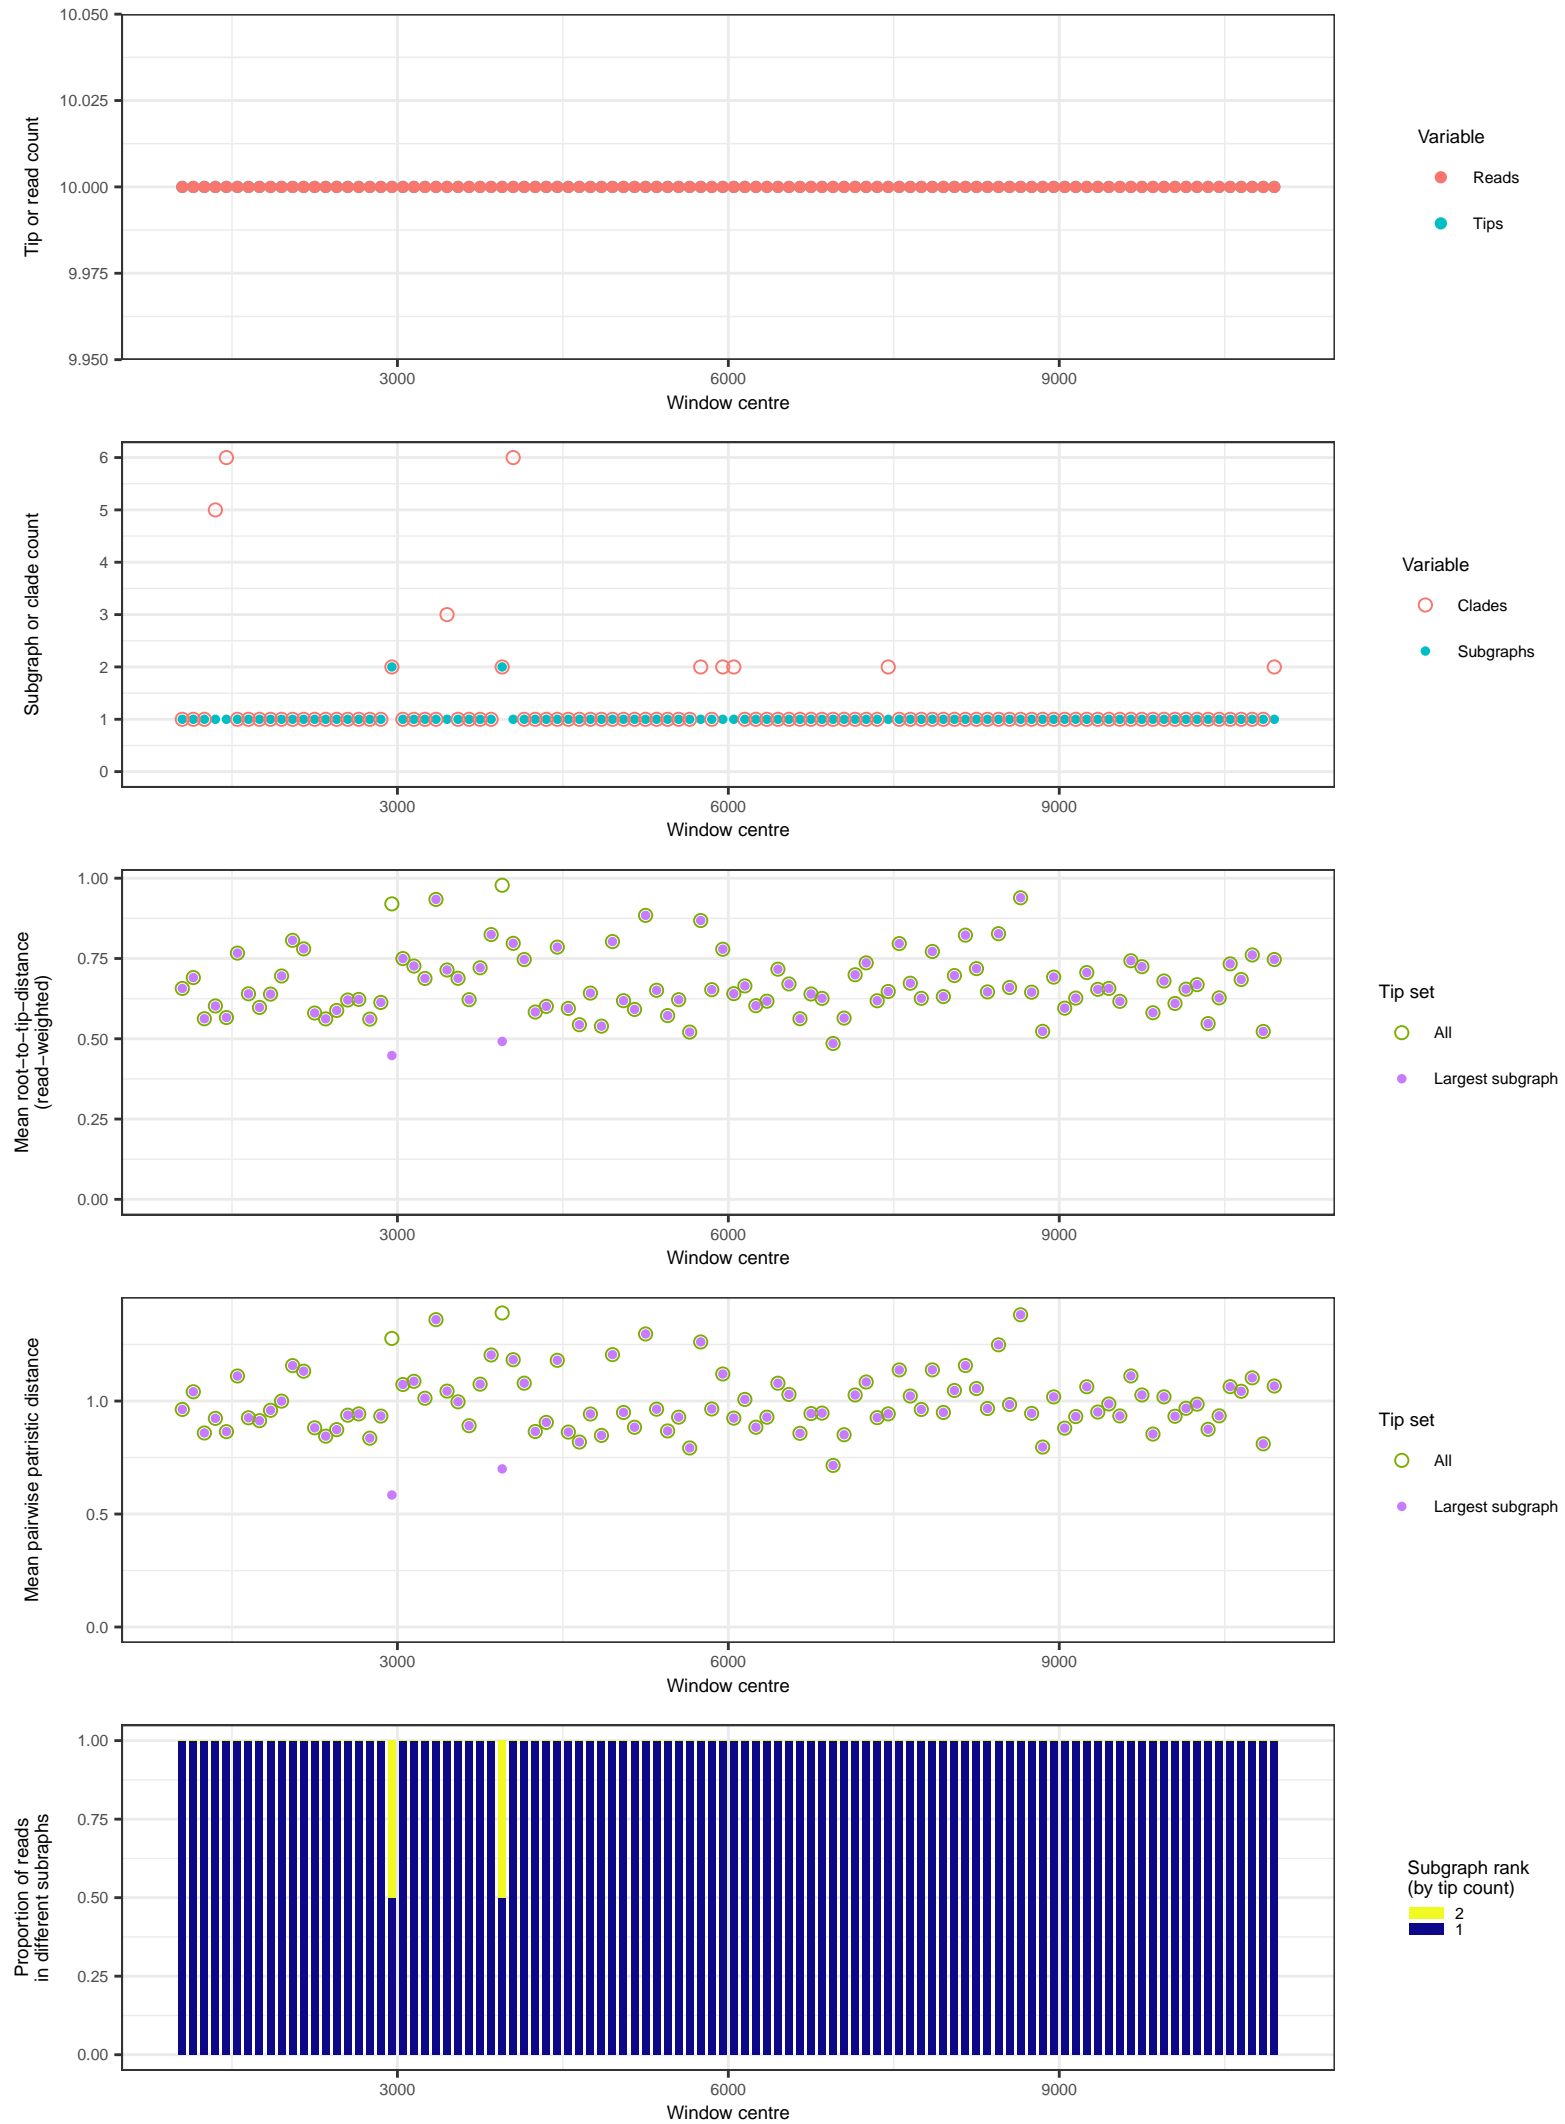 10.050
10.025
10.000
9.975
9.950
Tip or read count
3000
6000
9000
Window centre
Variable
Reads
Tips
6
5
4
3
2
1
0
Subgraph or clade count
3000
6000
9000
Window centre
Variable
Clades
Subgraphs
1.00
0.75
0.50
0.25
0.00
Mean root−to−tip−distance
(read−weighted)
3000
6000
9000
Window centre
Tip set
All
Largest subgraph
1.0
0.5
0.0
Mean pairwise patristic distance
3000
6000
9000
Window centre
Tip set
All
Largest subgraph
1.00
0.75
0.50
0.25
0.00
Proportion of reads
in different subraphs
3000
6000
9000
Window centre
Subgraph rank
(by tip count)
2
1